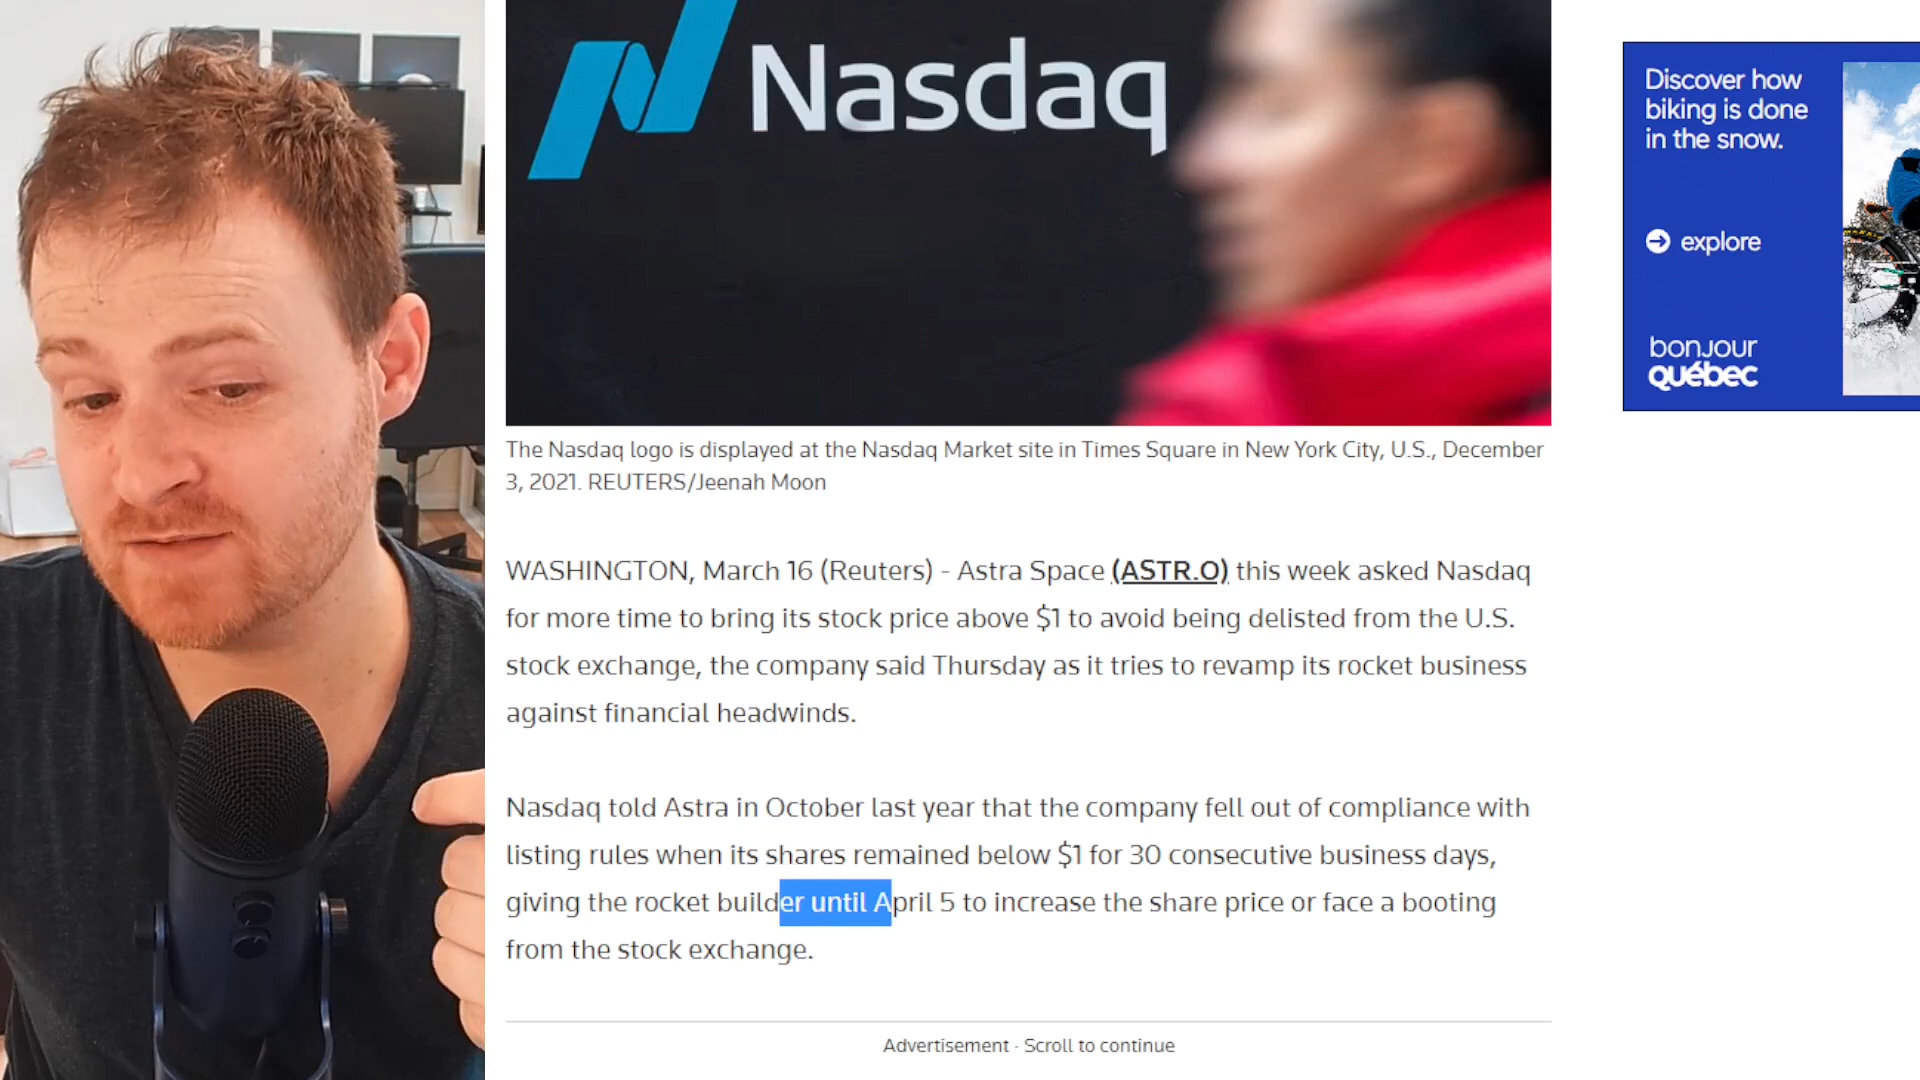 Nasdaq
Discover how
biking is done
in the snow.
explore
bonjour
québec
The Nasdaq logo is displayed at the Nasdaq Market site in Times Square in New York City, U.S., December
3, 2021. REUTERS/Jeenah Moon
WASHINGTON, March 16 (Reuters) - Astra Space (ASTR.O) this week asked Nasdaq
for more time to bring its stock price above $1 to avoid being delisted from the U.S.
stock exchange, the company said Thursday as it tries to revamp its rocket business
against financial headwinds.
Nasdaq told Astra in October last year that the company fell out of compliance with
listing rules when its shares remained below $1 for 30 consecutive business days,
giving the rocket builder until April 5 to increase the share price or face a booting
from the stock exchange.
Advertisement · Scroll to continue